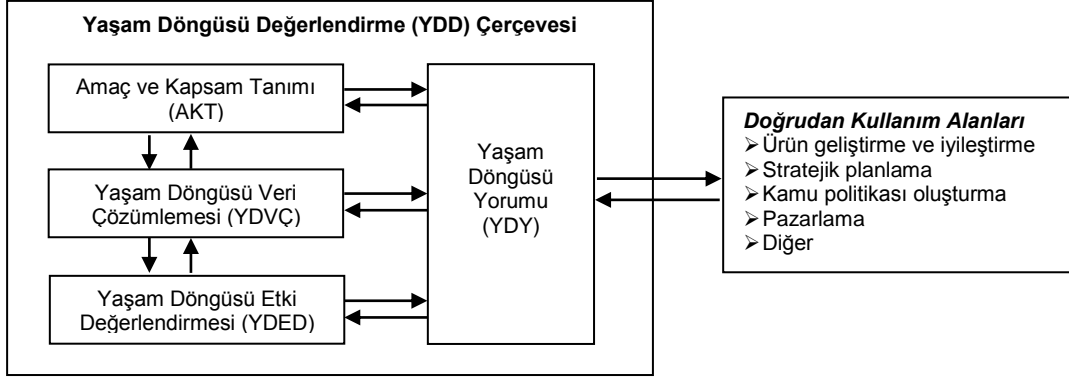 Yaşam Döngüsü Değerlendirme (YDD) Çerçevesi
Amaç ve Kapsam Tanımı
(AKT)
Yaşam Döngüsü Veri
Çözümlemesi (YDVÇ)
Yaşam Döngüsü Etki
Değerlendirmesi (YDED)
Yaşam
Döngüsü
Yorumu
(YDY)
Doğrudan Kullanım Alanları
➢Ürün geliştirme ve iyileştirme
➢Stratejik planlama
➢Kamu politikası oluşturma
➢Pazarlama
➢Diğer